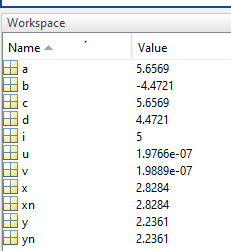 Workspace
Name Value
a 5.6569
b -4.4721
c 5.6569
d 4.4721
i 5
u 1.9766e-07
v 1.9889e-07
x 2.8284
xn 2.8284
y 2.2361
yn 2.2361